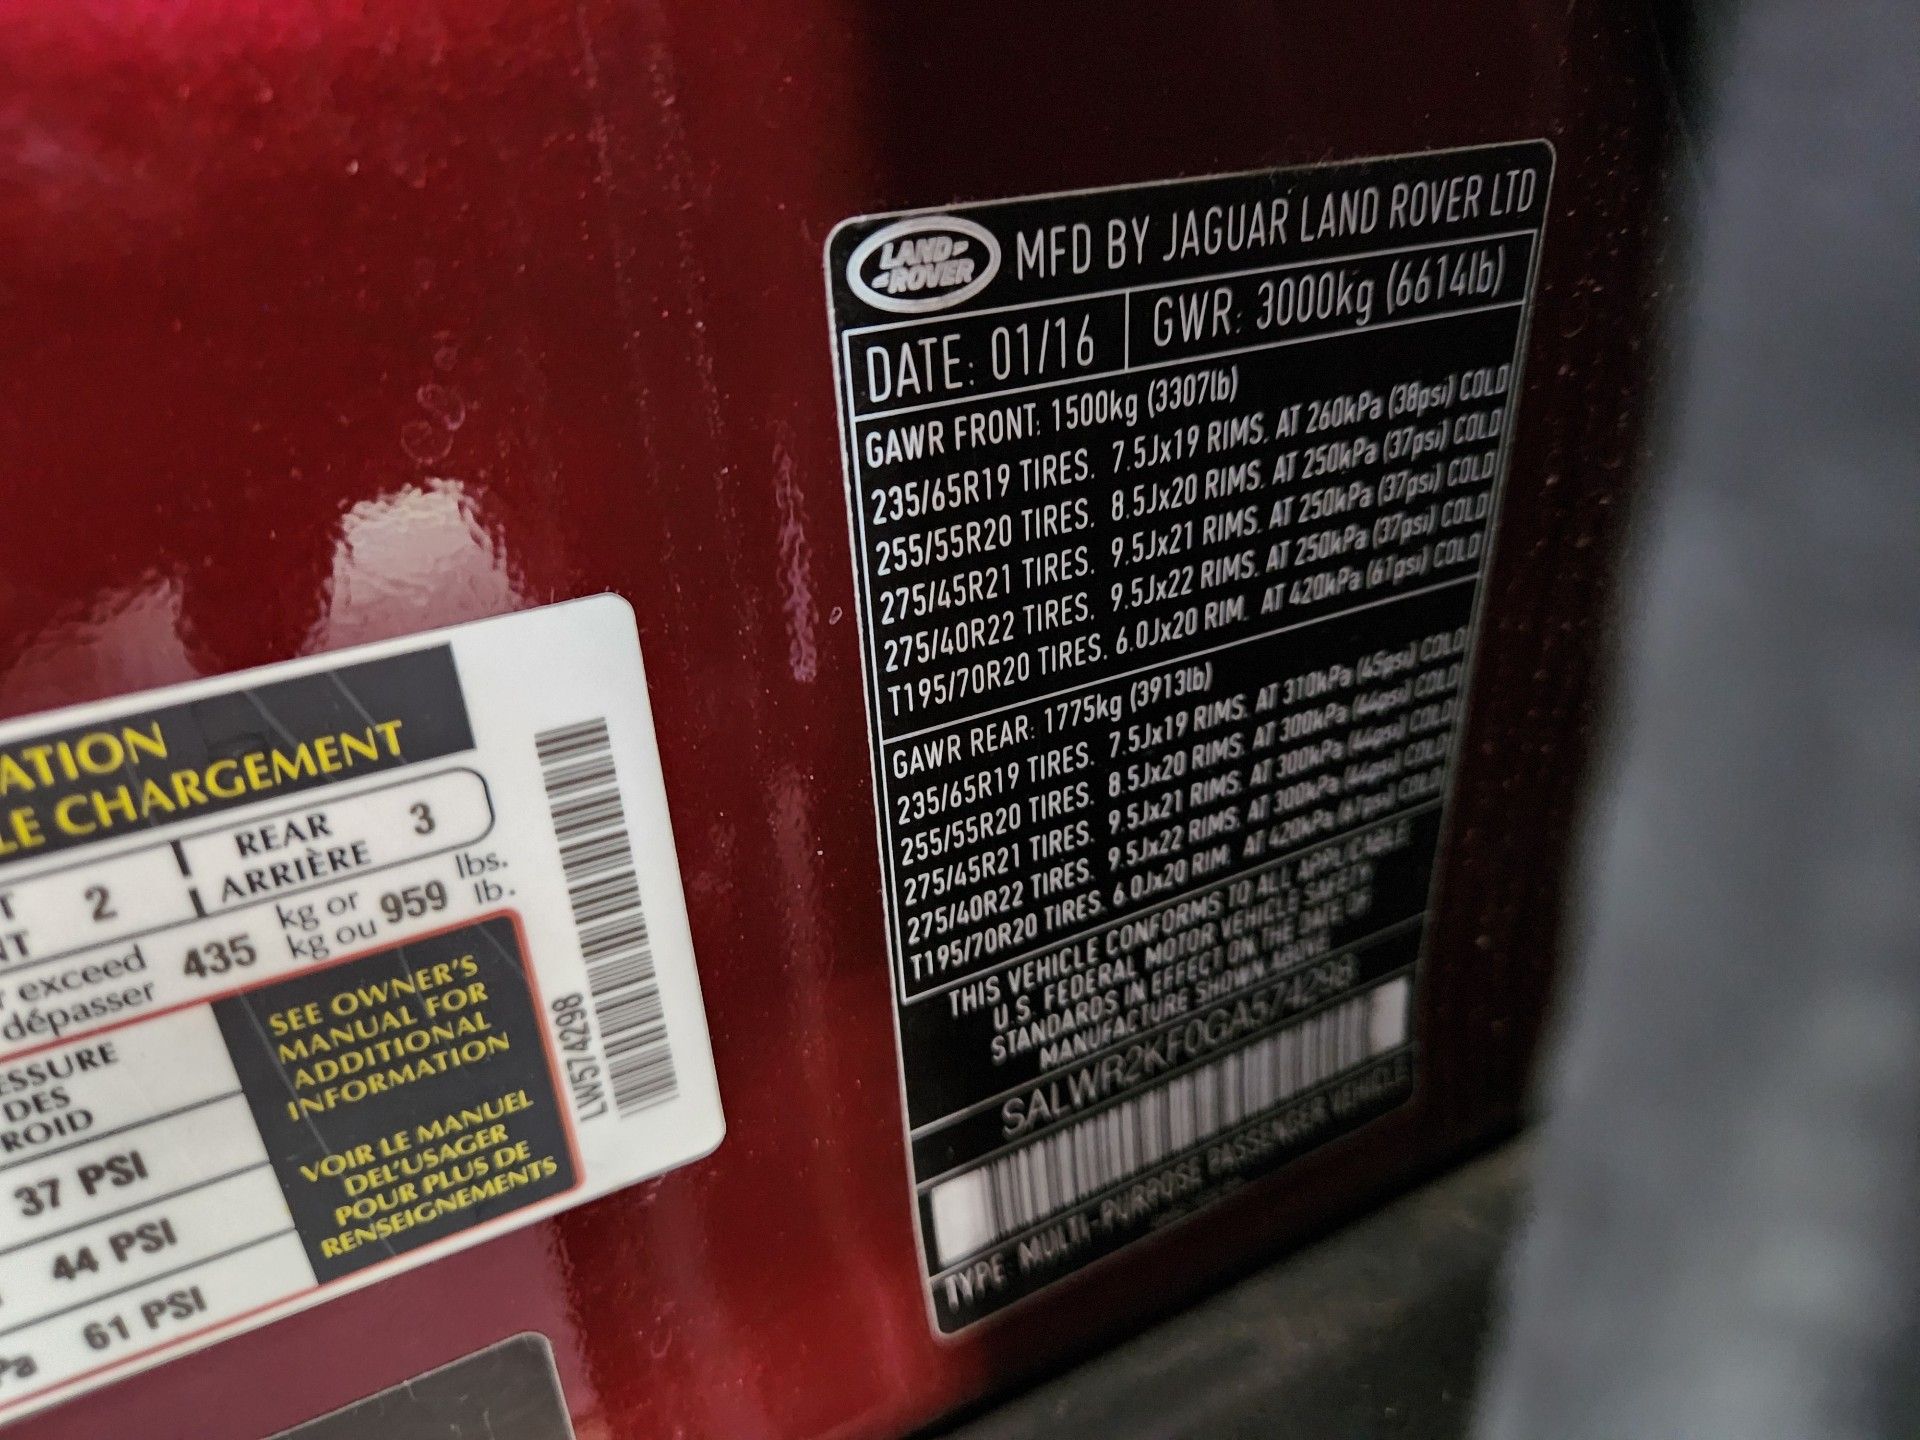 ATION
LE CHARGEMENT
2
REAR
ARRIÈRE
3
NT
exceed
dépasser
435
kg or
kg ou
959
lbs.
lb.
SEE OWNER'S
MANUAL FOR
ADDITIONAL
INFORMATION
VOIR LE MANUEL
DEL'USAGER
POUR PLUS DE
RENSEIGNEMENTS
ESSURE
DES
ROID
37 PSI
44 PSI
Pa 61 PSI
LW574298
LAND-
-ROVER
MFD BY JAGUAR LAND ROVER LTD
DATE: 01/16
GWR: 3000kg (6614lb)
GAWR FRONT: 1500kg (3307lb)
235/65R19 TIRES. 7.5Jx19 RIMS. AT 260kPa (38psi) COLD
255/55R20 TIRES. 8.5Jx20 RIMS. AT 250kPa (37psi) COLD
275/45R21 TIRES. 9.5Jx21 RIMS. AT 250kPa (37psi) COLD
275/40R22 TIRES. 9.5Jx22 RIMS. AT 250kPa (37psi) COLD
T195/70R20 TIRES. 6.0Jx20 RIM. AT 420kPa (61psi) COLD
GAWR REAR: 1775kg (3913lb)
235/65R19 TIRES. 7.5Jx19 RIMS. AT 310kPa (45psi) COLD
255/55R20 TIRES. 8.5Jx20 RIMS. AT 300kPa (44psi) COLD
275/45R21 TIRES. 9.5Jx21 RIMS. AT 300kPa (44psi) COLD
275/40R22 TIRES. 9.5Jx22 RIMS. AT 300kPa (44psi) COLD
T195/70R20 TIRES. 6.0Jx20 RIM. AT 420kPa (61psi) COLD
THIS VEHICLE CONFORMS TO ALL APPLICABLE
U.S. FEDERAL MOTOR VEHICLE SAFETY
STANDARDS IN EFFECT ON THE DATE OF
MANUFACTURE SHOWN ABOVE
SALWR2KF0GA574298
TYPE: MULTI-PURPOSE PASSENGER VEHICLE